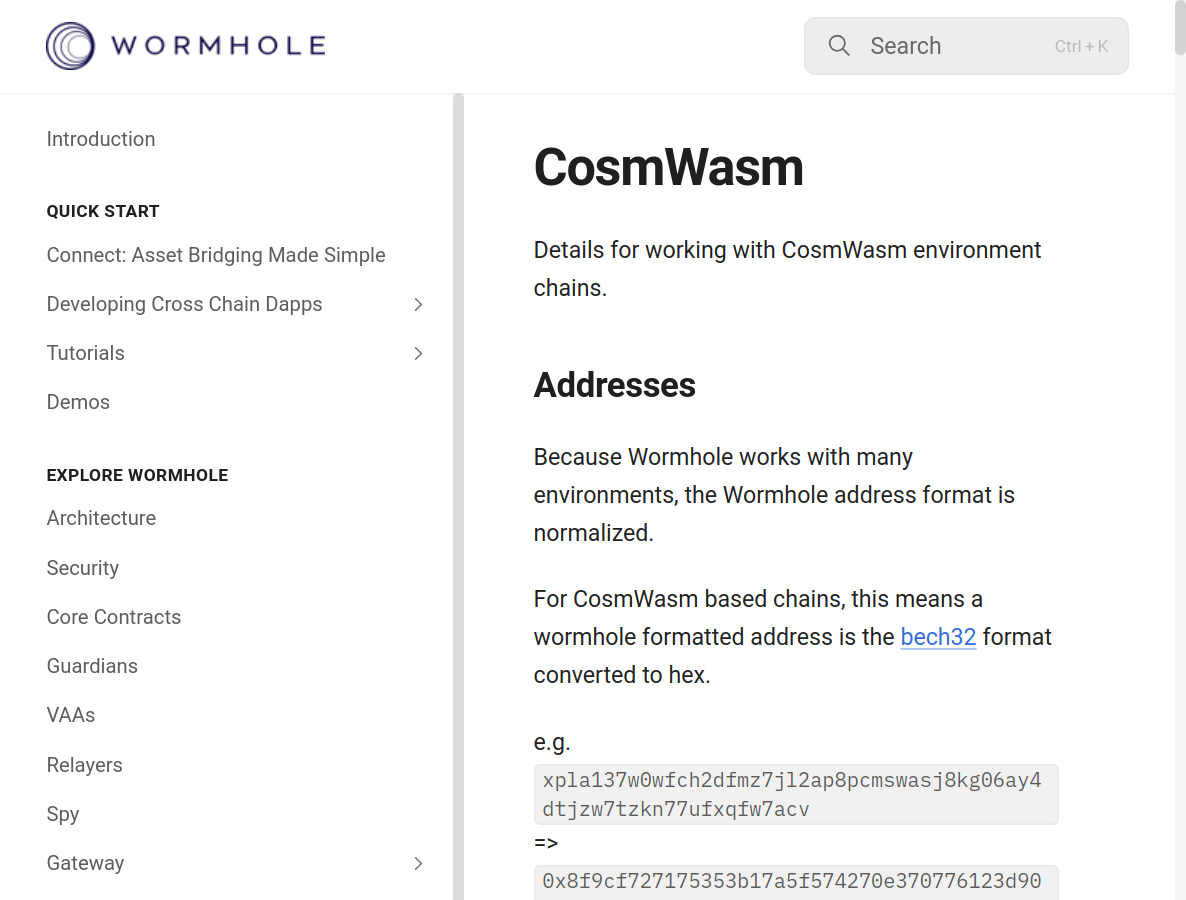 WORMHOLE
Search
Ctrl + K
Introduction
QUICK START
Connect: Asset Bridging Made Simple
Developing Cross Chain Dapps
Tutorials
Demos
EXPLORE WORMHOLE
Architecture
Security
Core Contracts
Guardians
VAAs
Relayers
Spy
Gateway
CosmWasm
Details for working with CosmWasm environment
chains.
Addresses
Because Wormhole works with many
environments, the Wormhole address format is
normalized.
For CosmWasm based chains, this means a
wormhole formatted address is the bech32 format
converted to hex.
e.g.
xpla137w0wfch2dfmz7jl2ap8pcmswasj8kg06ay4
dtjzw7tzkn77ufxqfw7acv
=>
0x8f9cf727175353b17a5f574270e370776123d90